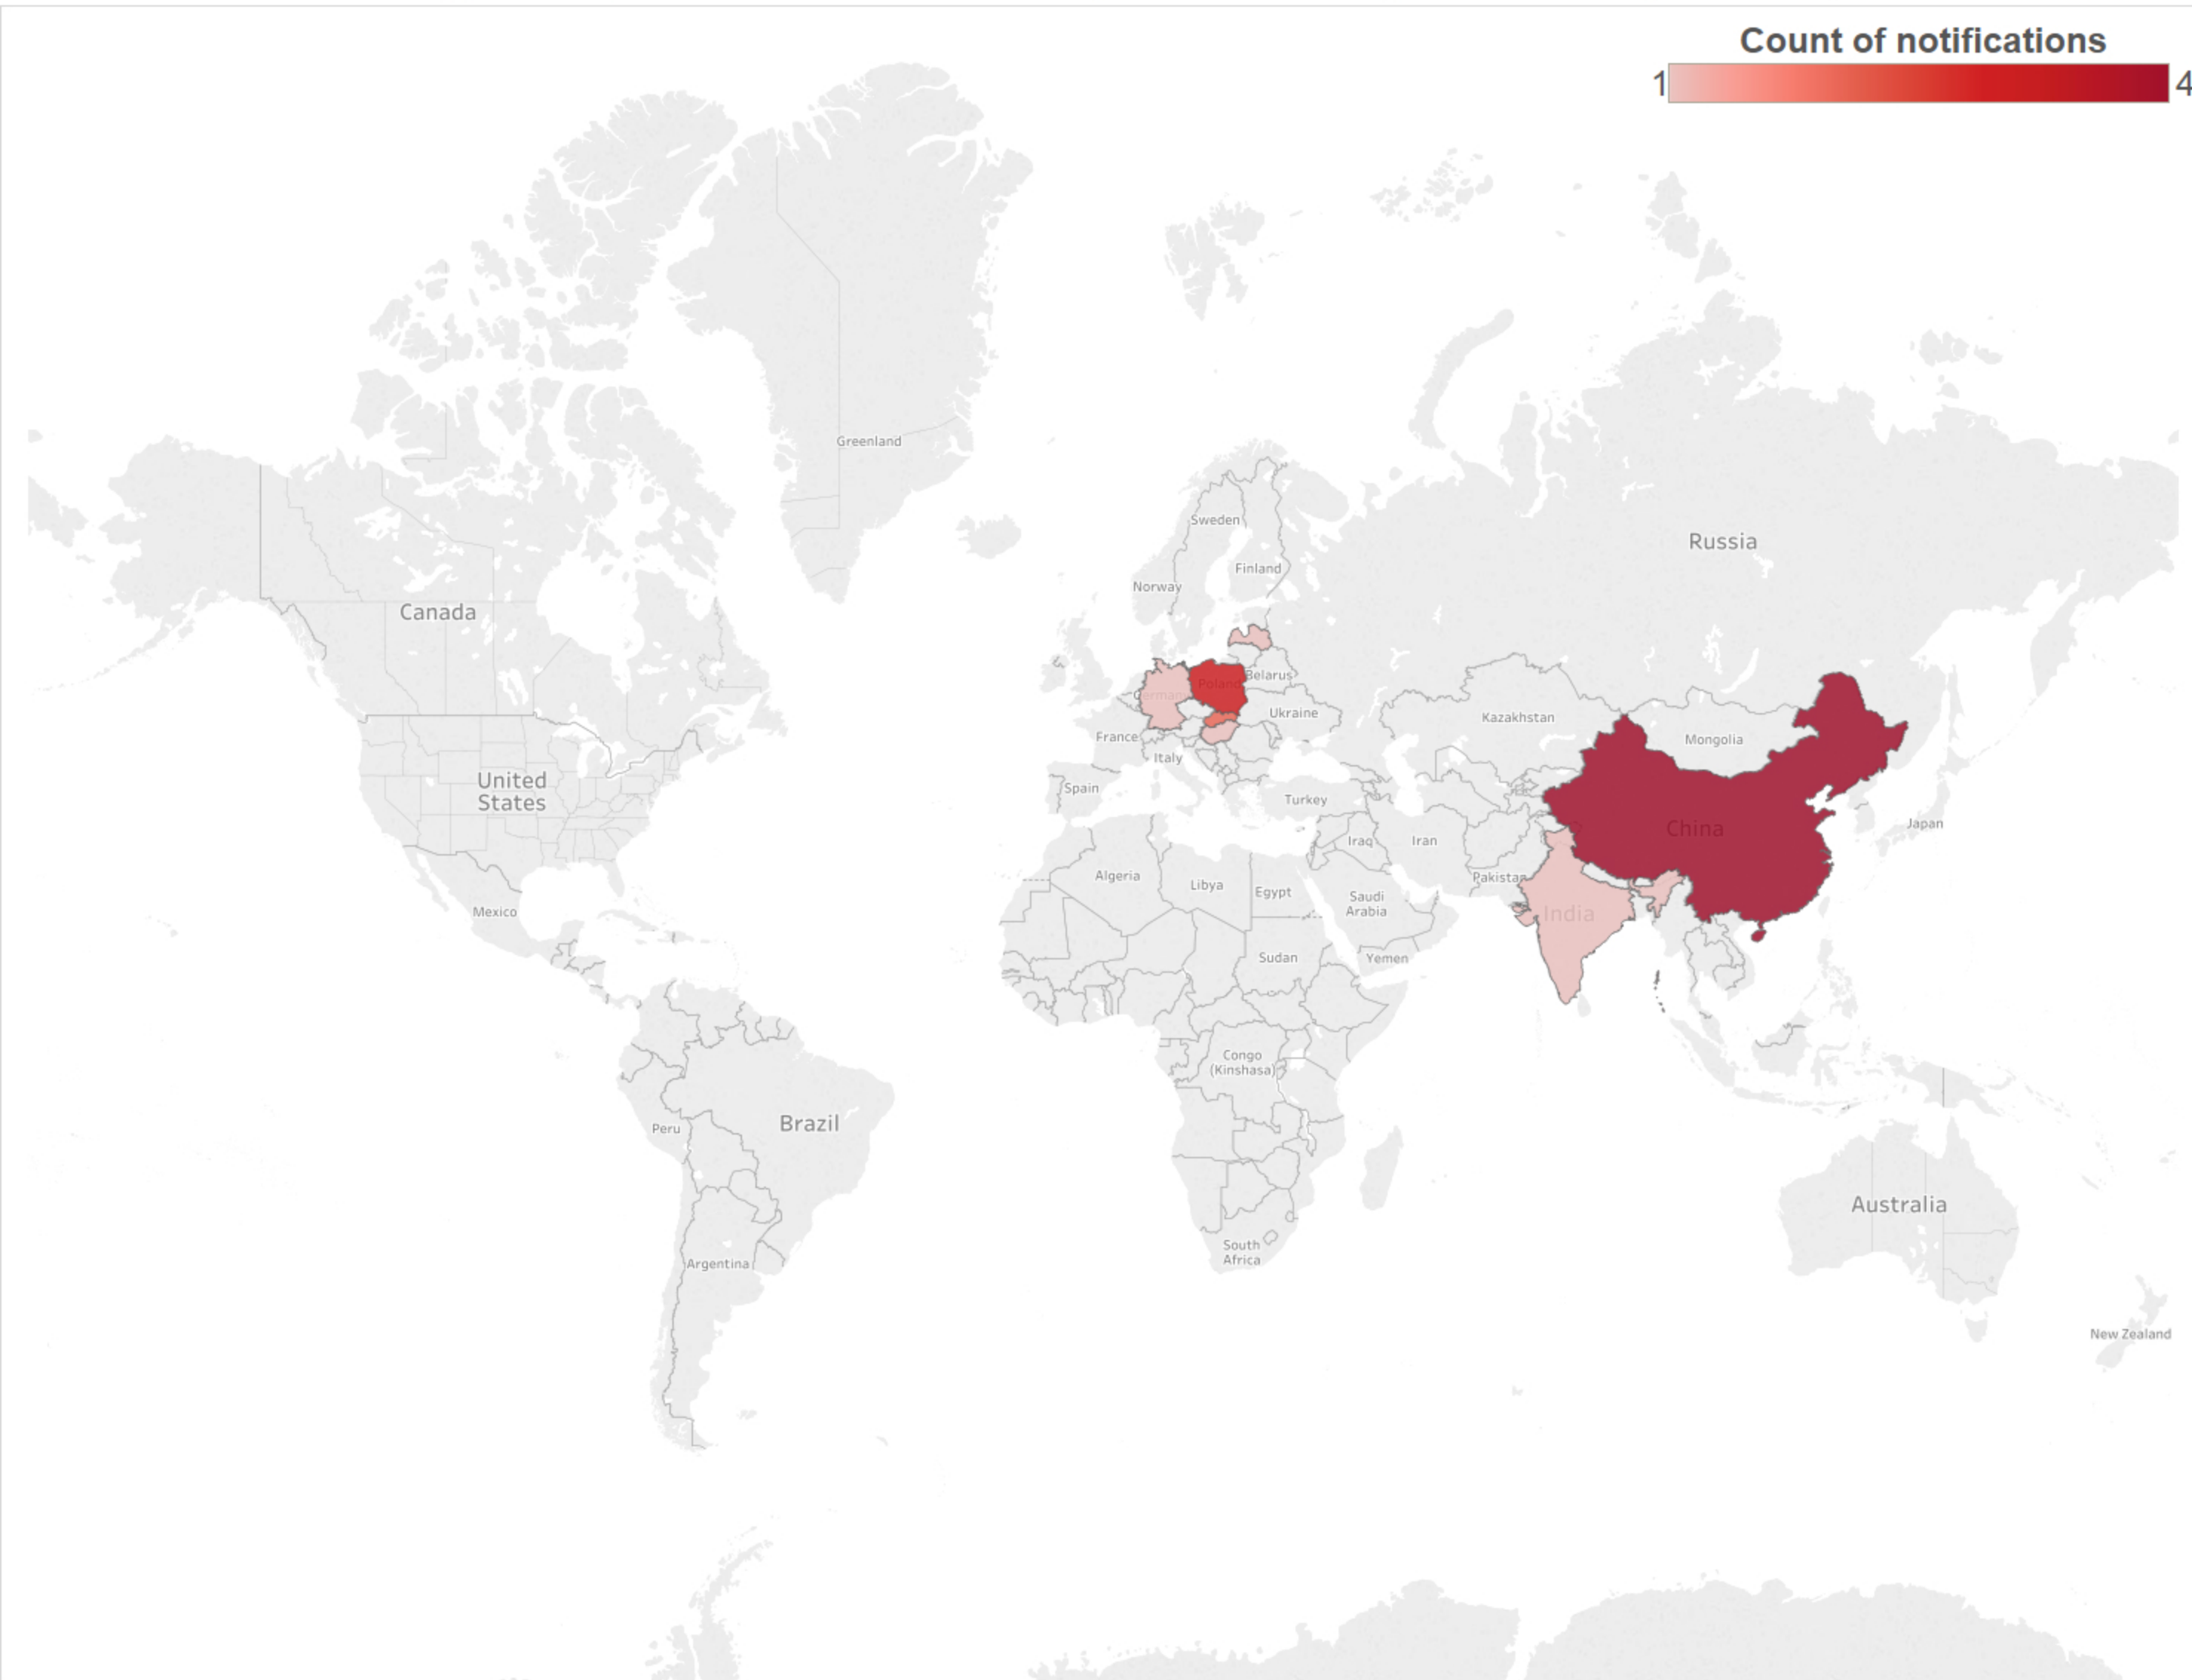 Count of notifications
1
4
Greenland
Sweden
Russia
Finland
Norway
Canada
Belarus
Poland
Germany
Ukraine
Kazakhstan
France
Mongolia
Italy
United
States
Spain
Turkey
Japan
China
Iraq
Iran
Algeria
Pakistan
Libya
Egypt
Saudi
Arabia
Mexico
India
Sudan
Yemen
Congo
(Kinshasa)
Brazil
Peru
Australia
South
Africa
Argentina
New Zealand